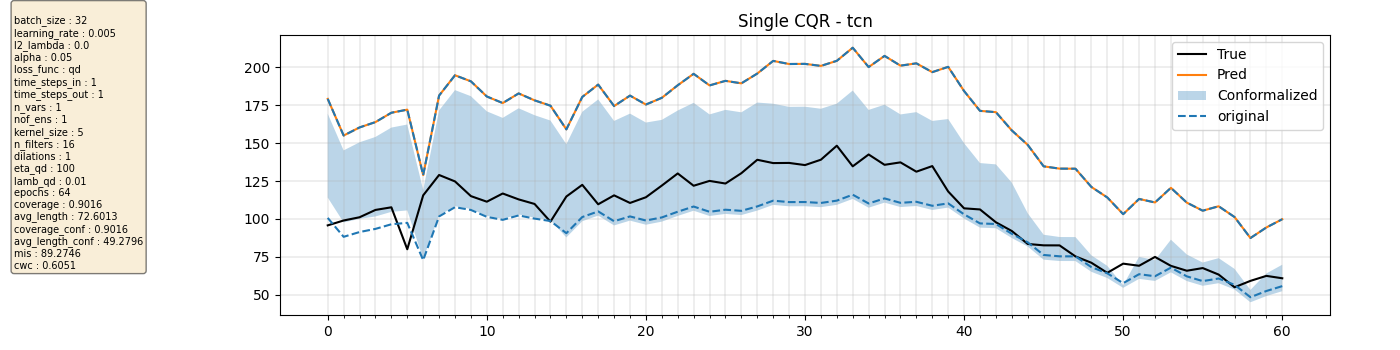 batch_size : 32
learning_rate : 0.005
l2_lambda : 0.0
alpha : 0.05
loss_func : qd
time_steps_in : 1
time_steps_out : 1
n_vars : 1
nof_ens : 1
kernel_size : 5
n_filters : 16
dilations : 1
eta_qd : 100
lamb_qd : 0.01
epochs : 64
coverage : 0.9016
avg_length : 72.6013
coverage_conf : 0.9016
avg_length_conf : 49.2796
mis : 89.2746
cwc : 0.6051
Single CQR - tcn
True
Pred
Conformalized
original
200
175
150
125
100
75
50
0 10 20 30 40 50 60